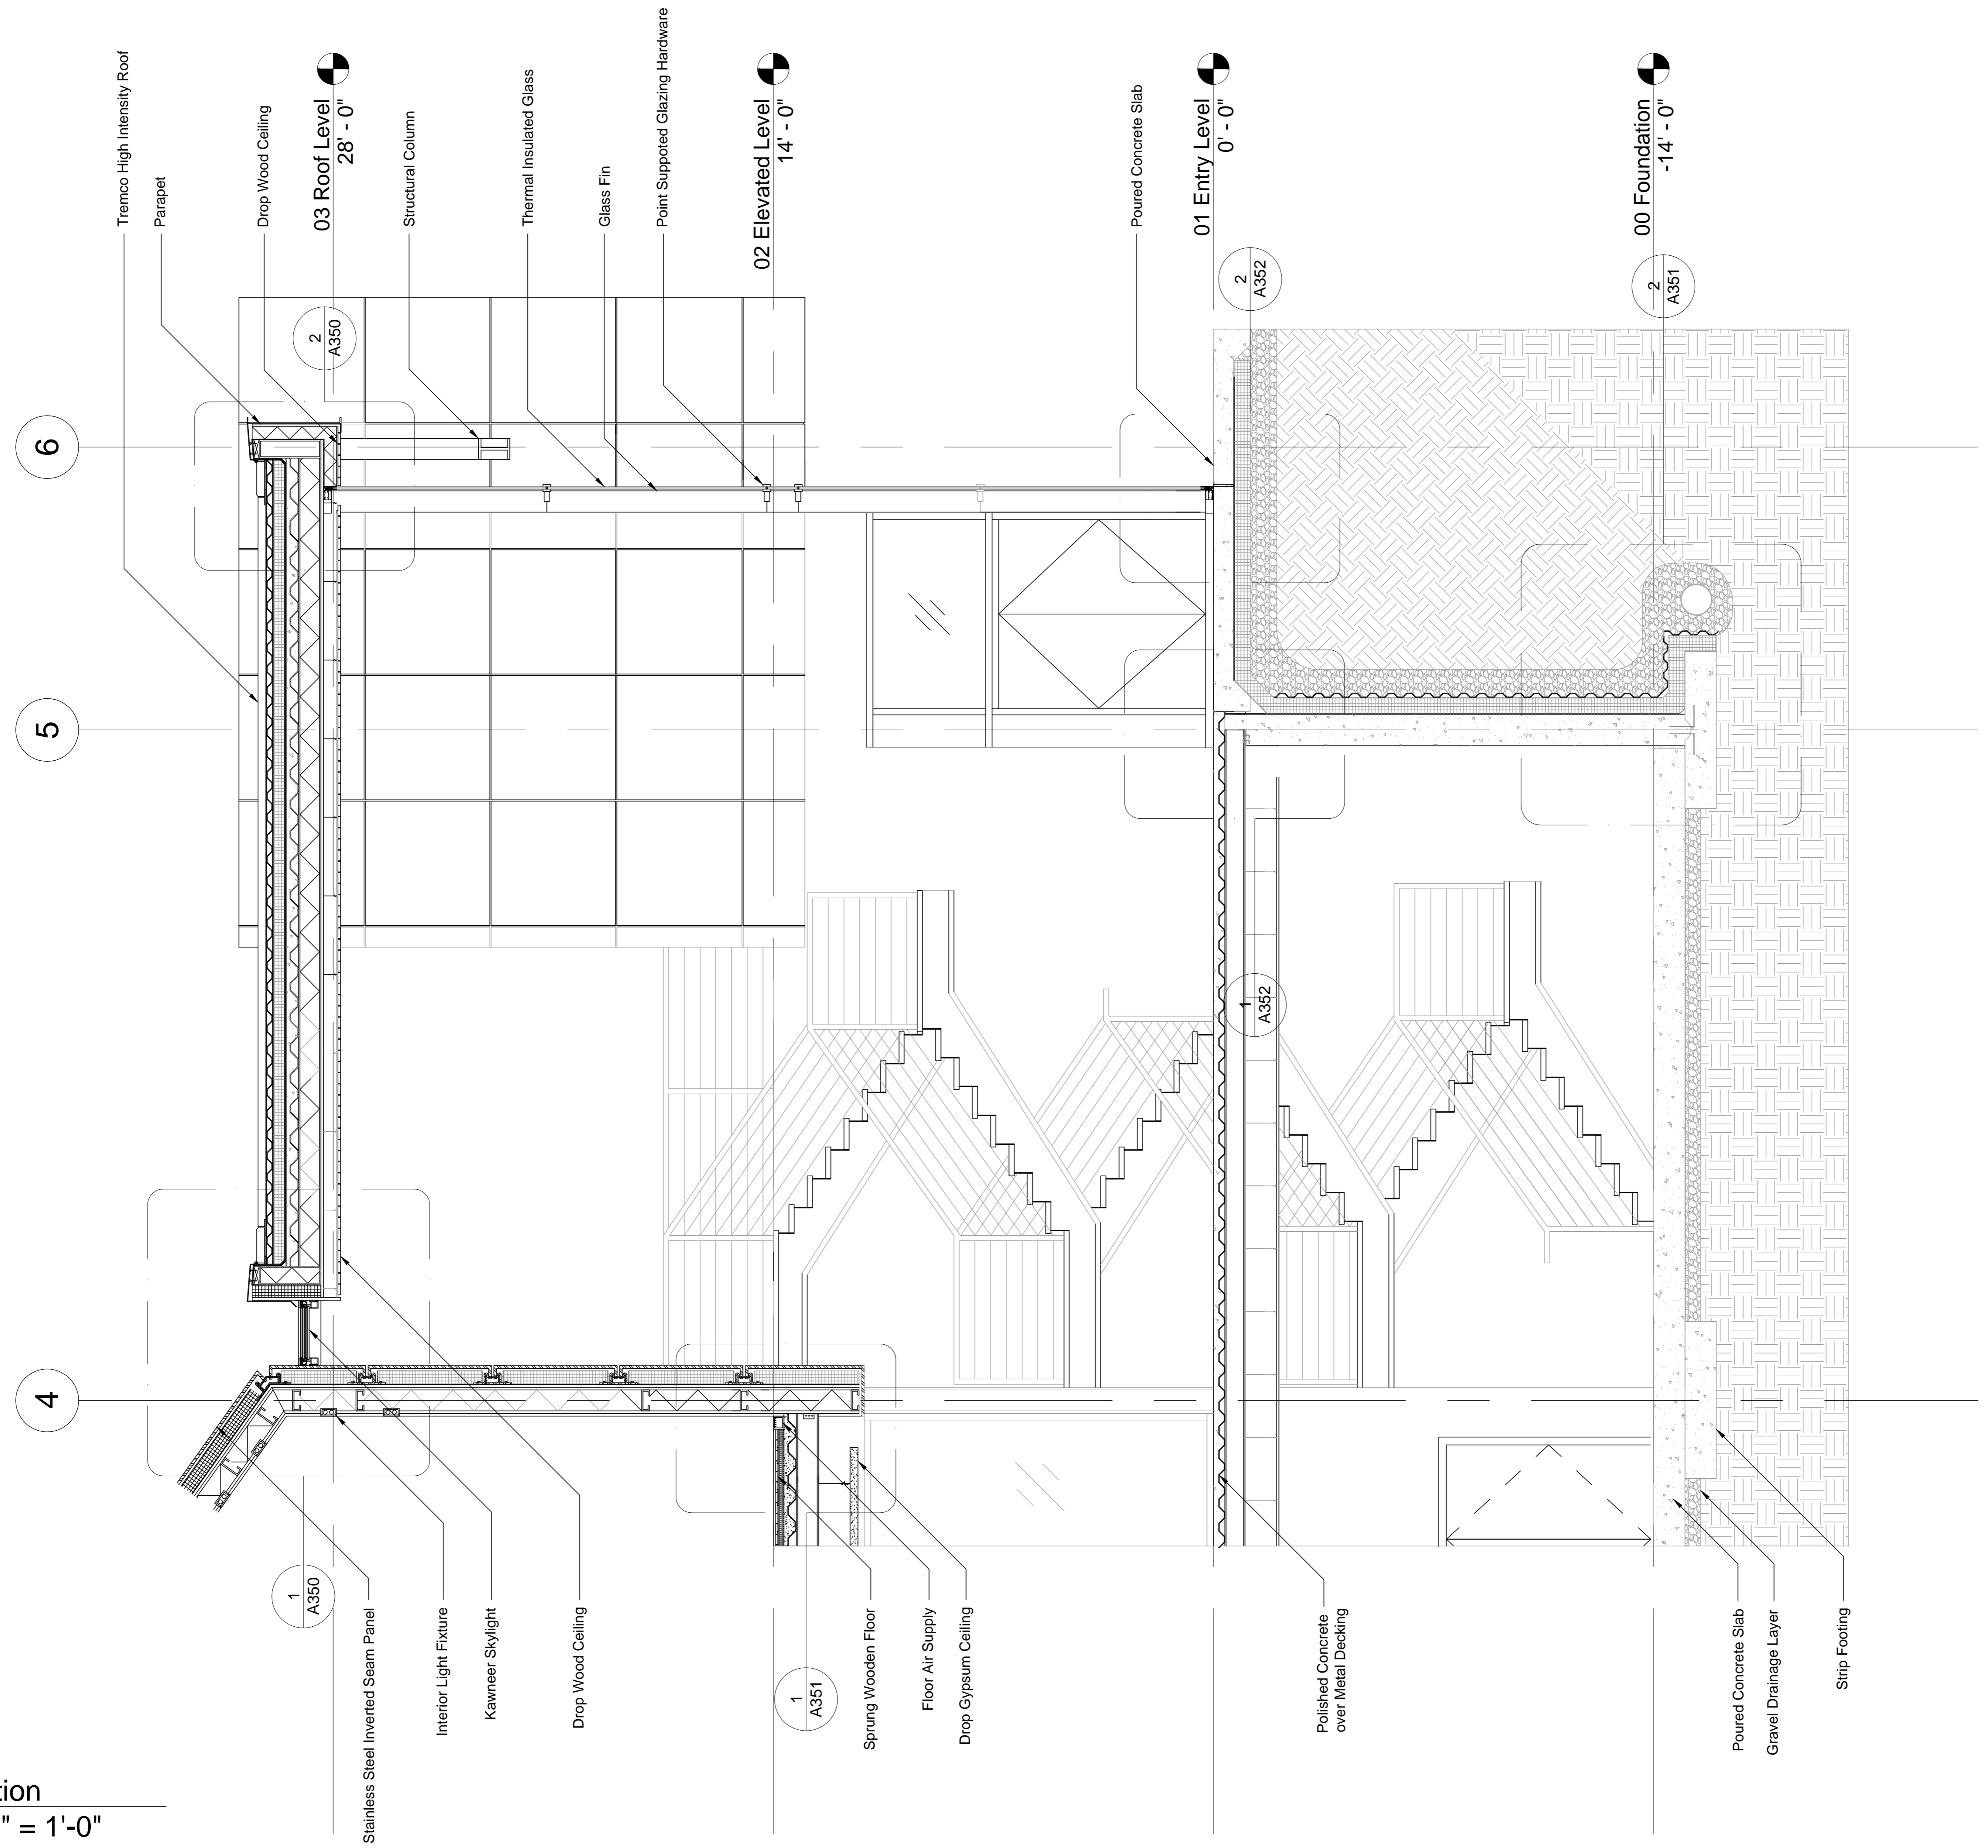 6
5
4
Tremco High Intensity Roof
Parapet
Drop Wood Ceiling
03 Roof Level
28' - 0"
Structural Column
Thermal Insulated Glass
Glass Fin
Point Suppoted Glazing Hardware
02 Elevated Level
14' - 0"
Poured Concrete Slab
01 Entry Level
0' - 0"
00 Foundation
-14' - 0"
2
A350
2
A352
2
A351
1
A352
1
A350
1
A351
Stainless Steel Inverted Seam Panel
Interior Light Fixture
Kawneer Skylight
Drop Wood Ceiling
Sprung Wooden Floor
Floor Air Supply
Drop Gypsum Ceiling
Polished Concrete
over Metal Decking
Poured Concrete Slab
Gravel Drainage Layer
Strip Footing
tion
" = 1'-0"